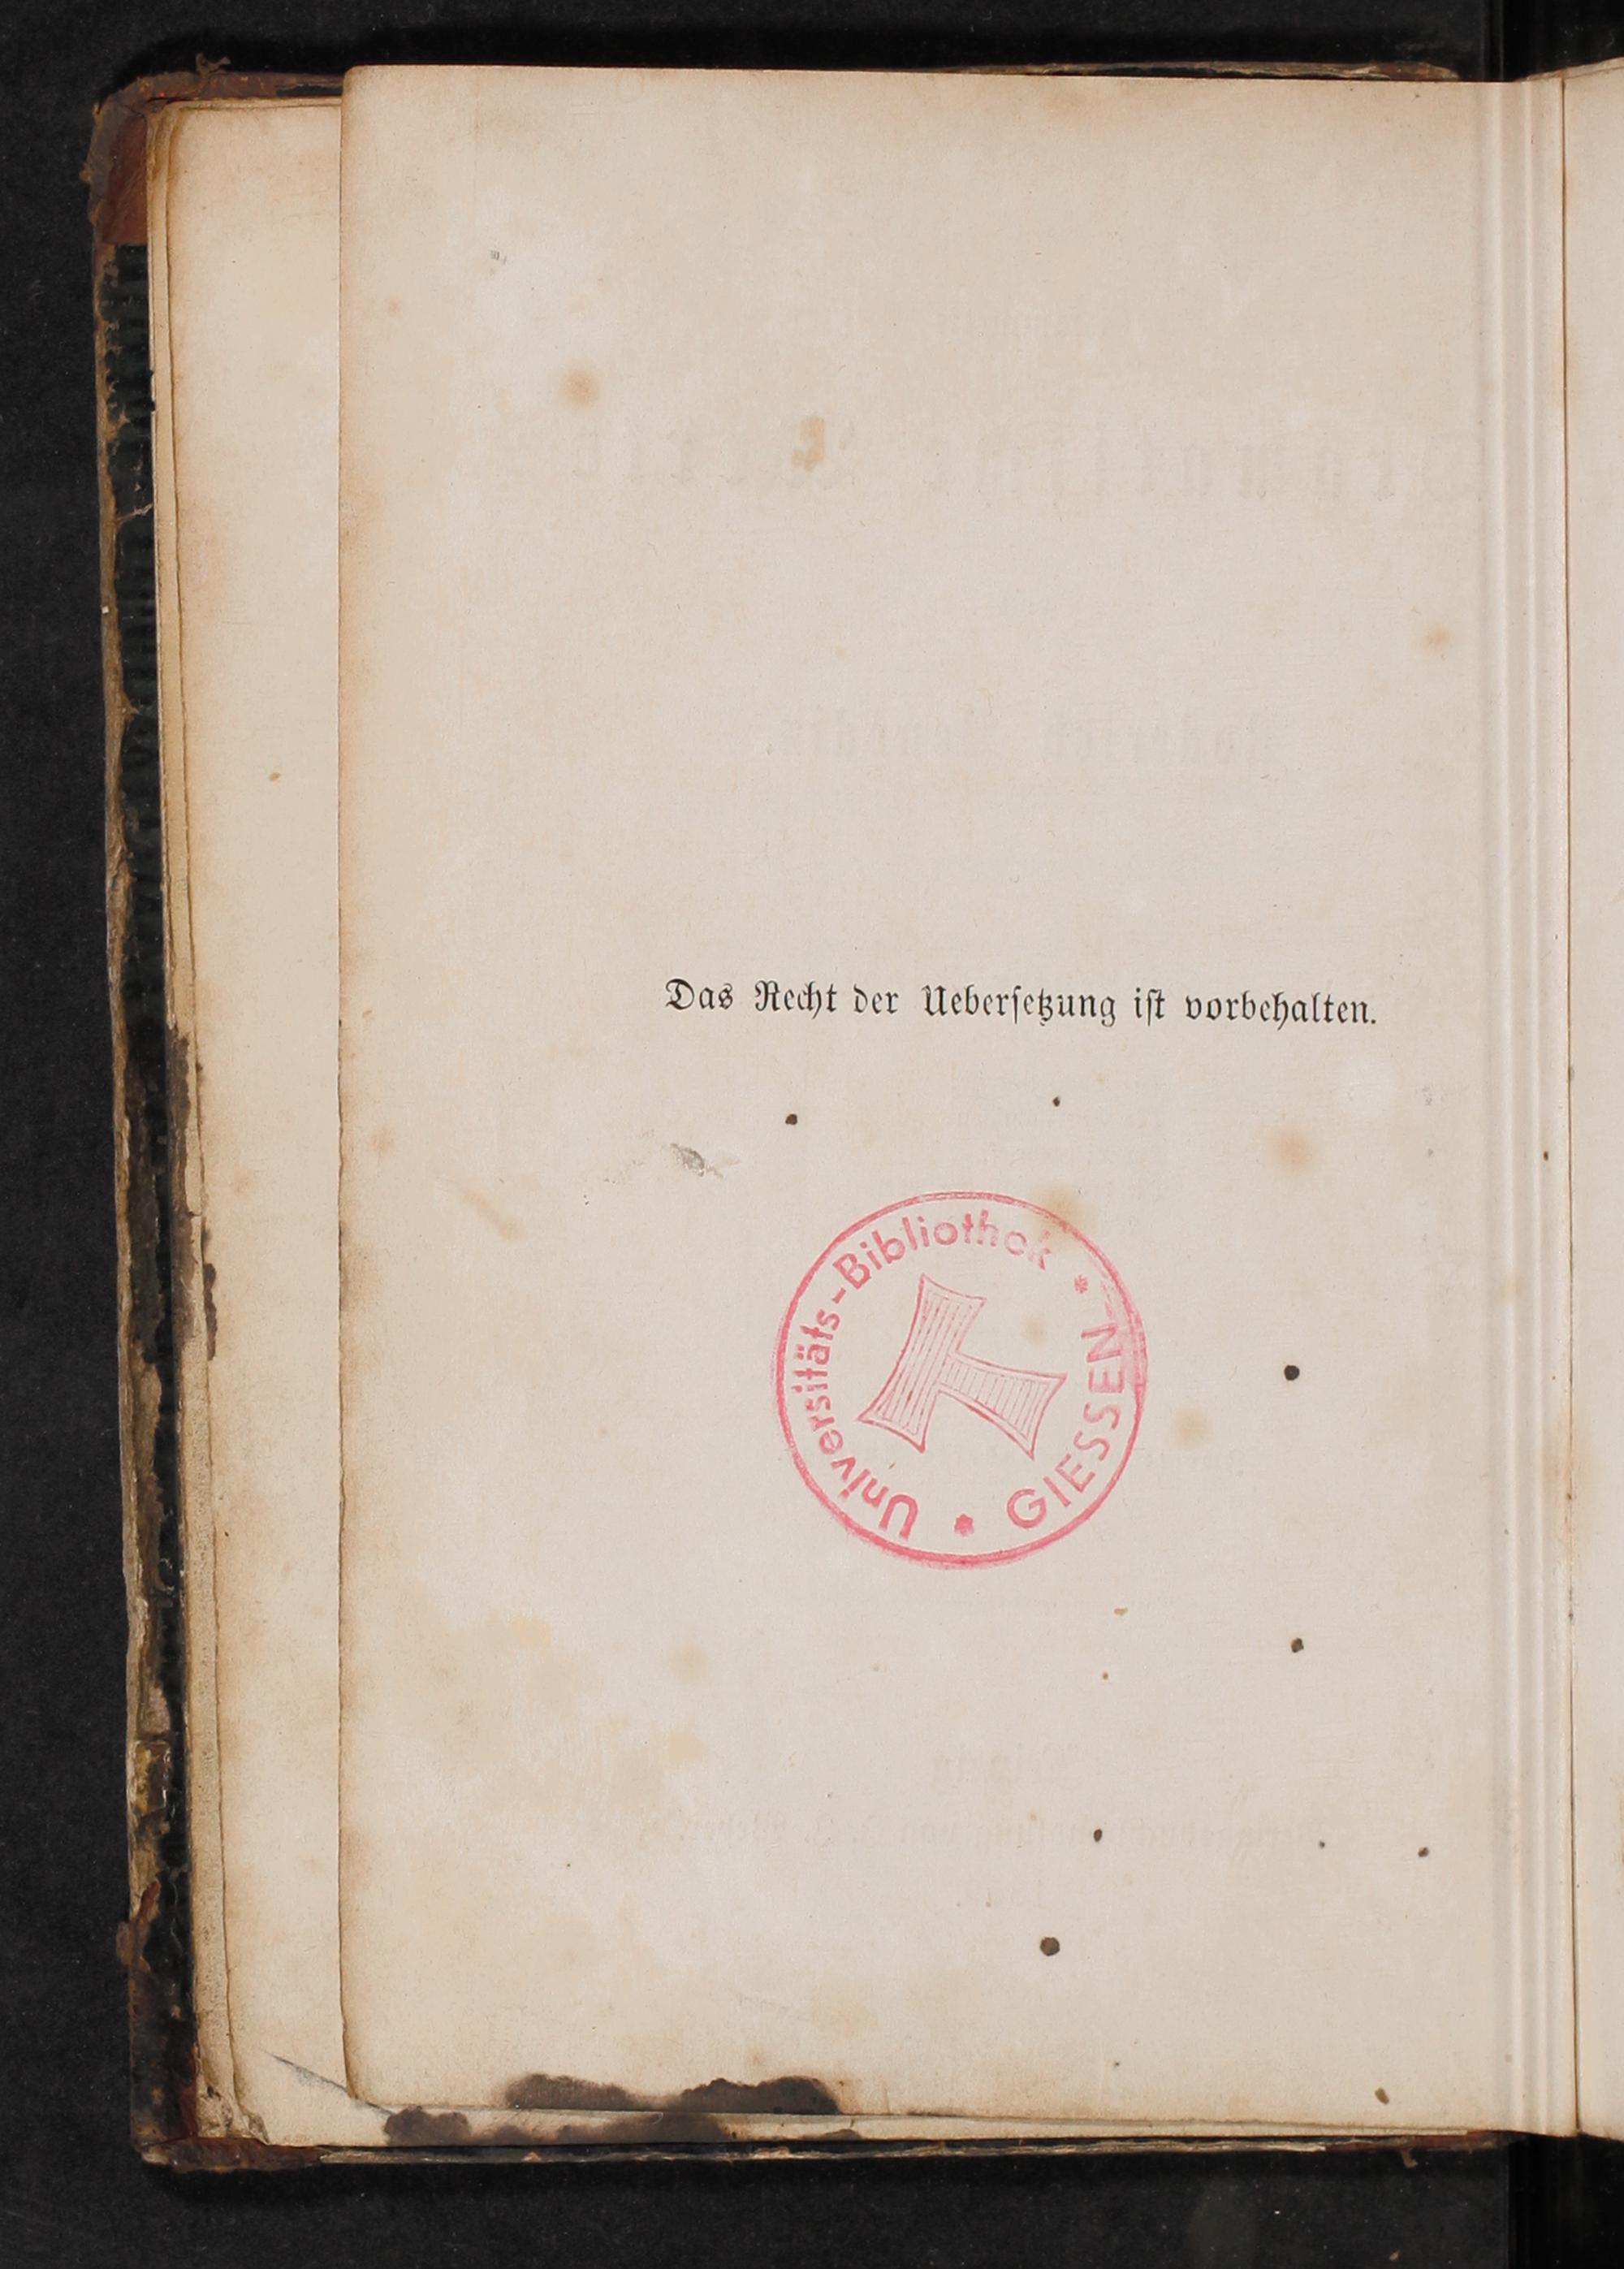 Das Recht der Uebersetzung ist vorbehalten.
Universitäts-Bibliothek * GIESSEN *